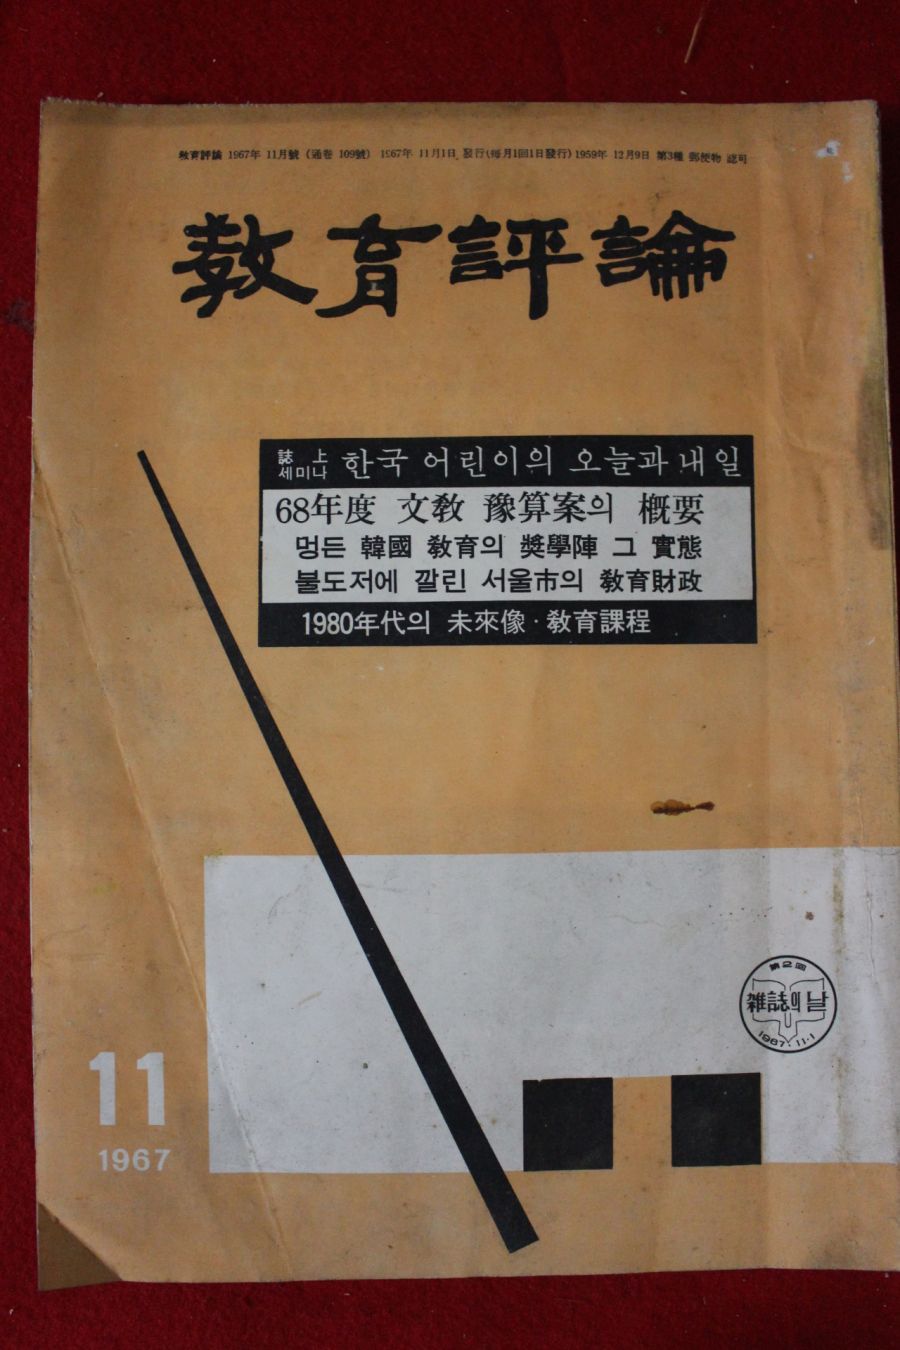 敎育評論 1967年 11月號 (通卷 109號) 1967年 11月1日 發行(每月1回1日發行) 1959年 12月9日 第3種 郵便物 認可
敎育評論
誌上 세미나 한국 어린이의 오늘과 내일
68年度 文敎 豫算案의 槪要
멍든 韓國 敎育의 奬學陣 그 實態
불도저에 깔린 서울市의 敎育財政
1980年代의 未來像·敎育課程
第2回
雑誌의 날
1967.11.1
11
1967